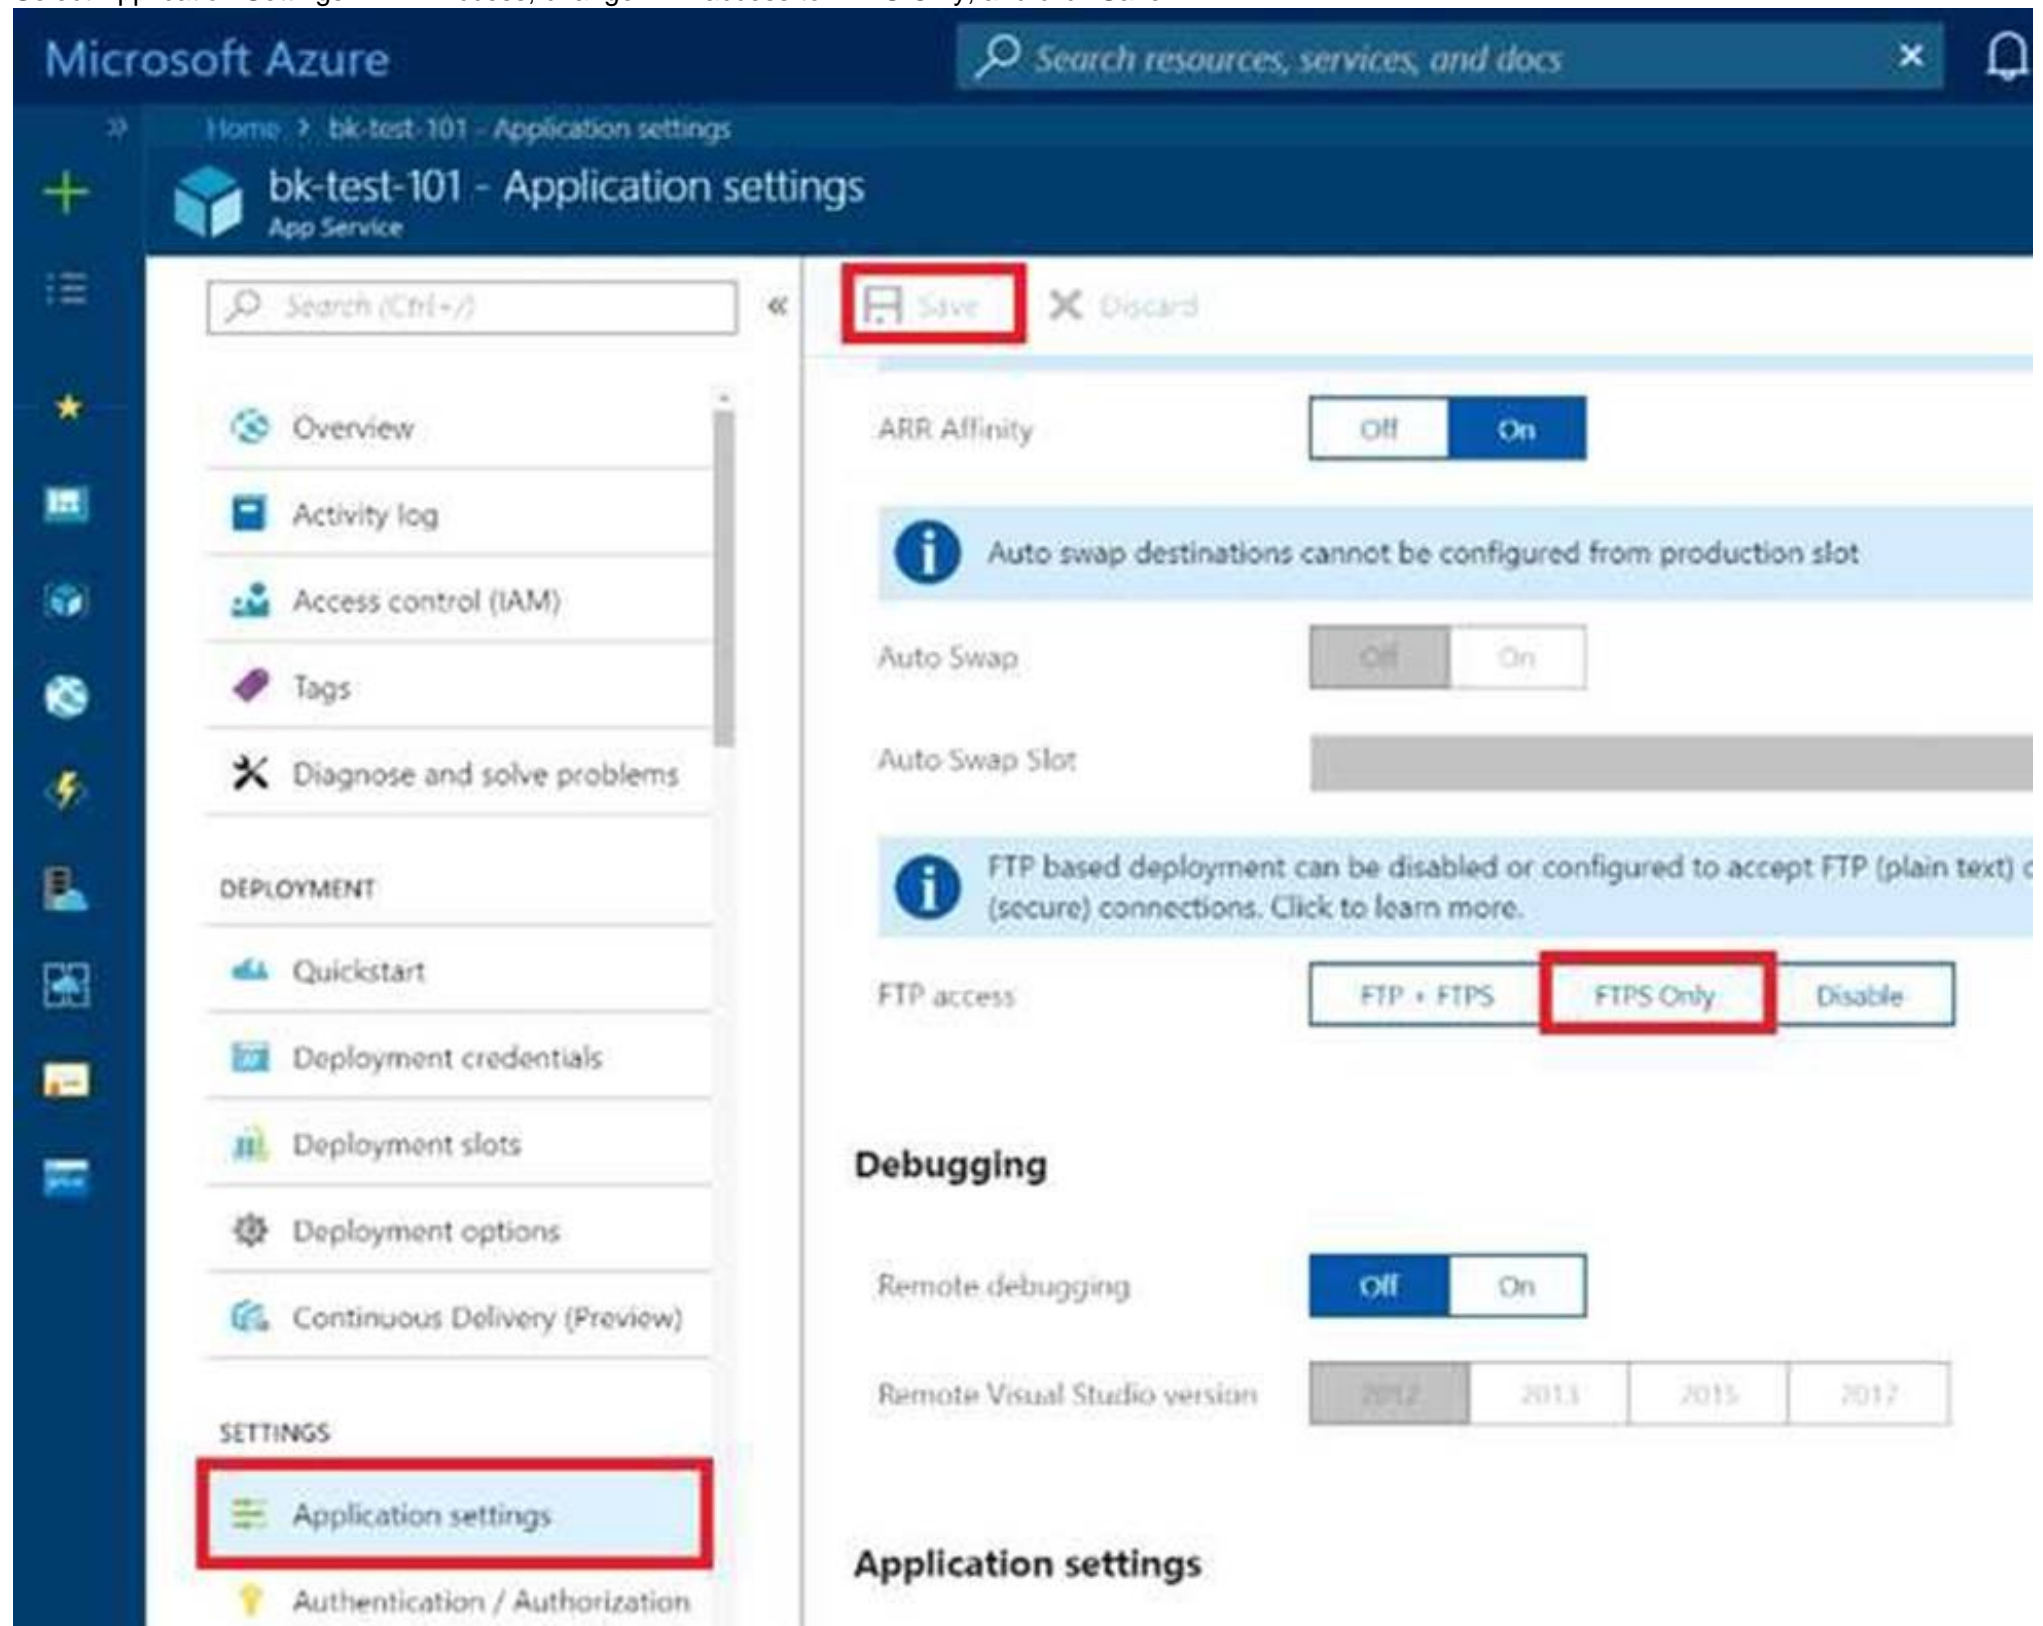 Microsoft Azure
Search resources, services, and docs
Home > bk-test-101 - Application settings
bk-test-101 - Application settings
App Service
Search (Ctrl+/)
Overview
Activity log
Access control (IAM)
Tags
Diagnose and solve problems
DEPLOYMENT
Quickstart
Deployment credentials
Deployment slots
Deployment options
Continuous Delivery (Preview)
SETTINGS
Application settings
Authentication / Authorization
Save Discard
ARR Affinity Off On
Auto swap destinations cannot be configured from production slot
Auto Swap Off On
Auto Swap Slot
FTP based deployment can be disabled or configured to accept FTP (plain text)
(secure) connections. Click to learn more.
FTP access FTP + FTPS FTPS Only Disable
Debugging
Remote debugging Off On
Remote Visual Studio version 2012 2013 2015 2017
Application settings